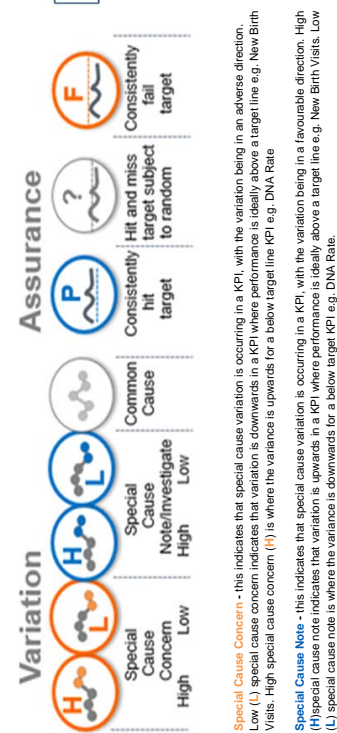 Variation
Assurance
H L H L
P ? F
Special
Cause
Concern
High Low
Special
Cause
Note/Investigate
High Low
Common
Cause
Consistently
hit
target
Hit and miss
target subject
to random
Consistently
fail
target
Special Cause Concern - this indicates that special cause variation is occurring in a KPI, with the variation being in an adverse direction.
Low (L) special cause concern indicates that variation is downwards in a KPI where performance is ideally above a target line e.g. New Birth
Visits. High special cause concern (H) is where the variance is upwards for a below target line KPI e.g. DNA Rate
Special Cause Note - this indicates that special cause variation is occurring in a KPI, with the variation being in a favourable direction. High
(H)special cause note indicates that variation is upwards in a KPI where performance is ideally above a target line e.g. New Birth Visits. Low
(L) special cause note is where the variance is downwards for a below target KPI e.g. DNA Rate.